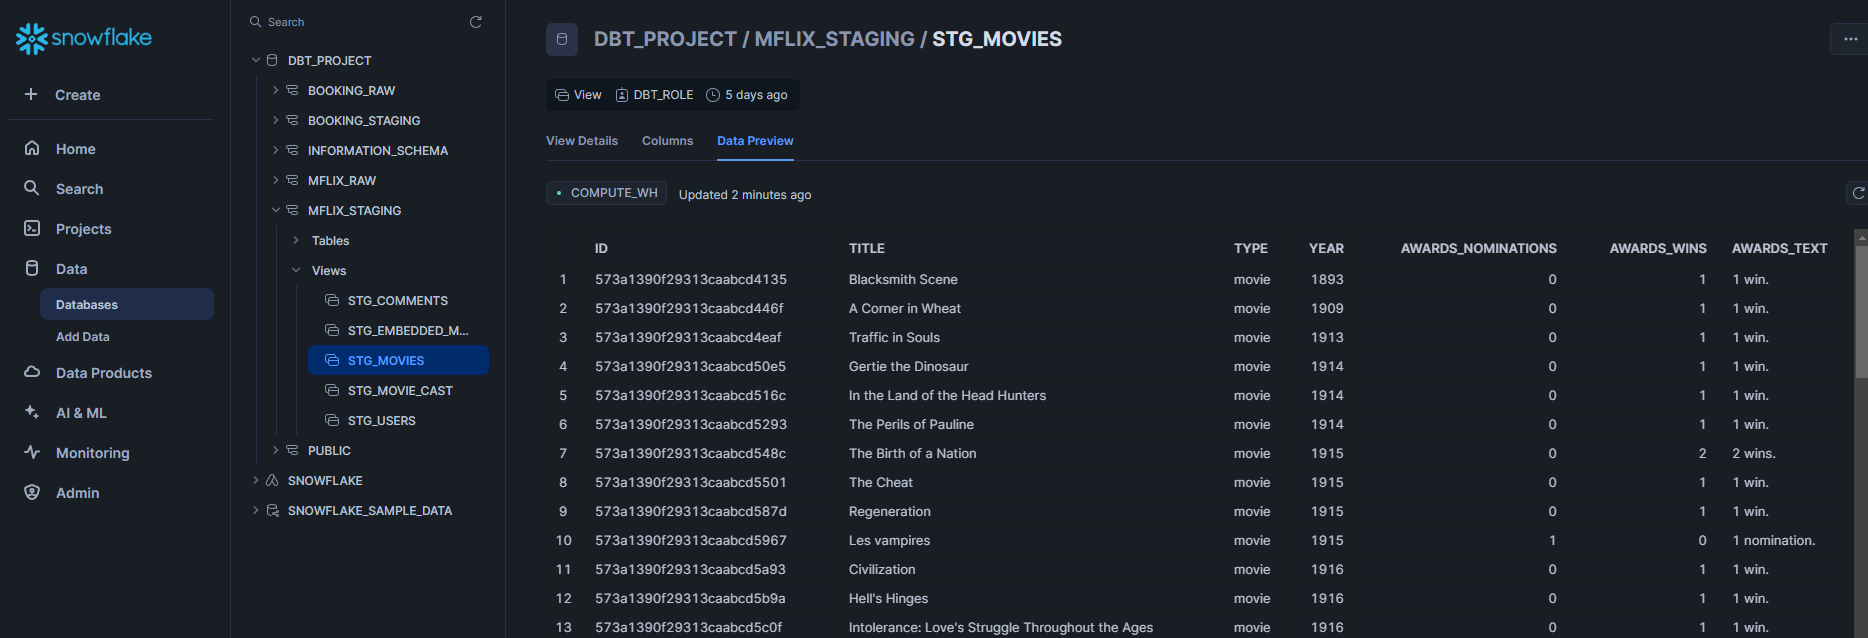 snowflake
Create
Home
Search
Projects
Data
Databases
Add Data
Data Products
AI & ML
Monitoring
Admin
Search
DBT_PROJECT
BOOKING_RAW
BOOKING_STAGING
INFORMATION_SCHEMA
MFLIX_RAW
MFLIX_STAGING
Tables
Views
STG_COMMENTS
STG_EMBEDDED_M...
STG_MOVIES
STG_MOVIE_CAST
STG_USERS
PUBLIC
SNOWFLAKE
SNOWFLAKE_SAMPLE_DATA
DBT_PROJECT / MFLIX_STAGING / STG_MOVIES
View DBT_ROLE 5 days ago
View Details Columns Data Preview
COMPUTE_WH Updated 2 minutes ago
ID TITLE TYPE YEAR AWARDS_NOMINATIONS AWARDS_WINS AWARDS_TEXT
1 573a1390f29313caabcd4135 Blacksmith Scene movie 1893 0 1 1 win.
2 573a1390f29313caabcd446f A Corner in Wheat movie 1909 0 1 1 win.
3 573a1390f29313caabcd4eaf Traffic in Souls movie 1913 0 1 1 win.
4 573a1390f29313caabcd50e5 Gertie the Dinosaur movie 1914 0 1 1 win.
5 573a1390f29313caabcd516c In the Land of the Head Hunters movie 1914 0 1 1 win.
6 573a1390f29313caabcd5293 The Perils of Pauline movie 1914 0 1 1 win.
7 573a1390f29313caabcd548c The Birth of a Nation movie 1915 0 2 2 wins.
8 573a1390f29313caabcd5501 The Cheat movie 1915 0 1 1 win.
9 573a1390f29313caabcd587d Regeneration movie 1915 0 1 1 win.
10 573a1390f29313caabcd5967 Les vampires movie 1915 1 0 1 nomination.
11 573a1390f29313caabcd5a93 Civilization movie 1916 0 1 1 win.
12 573a1390f29313caabcd5b9a Hell's Hinges movie 1916 0 1 1 win.
13 573a1390f29313caabcd5c0f Intolerance: Love's Struggle Throughout the Ages movie 1916 0 1 1 win.